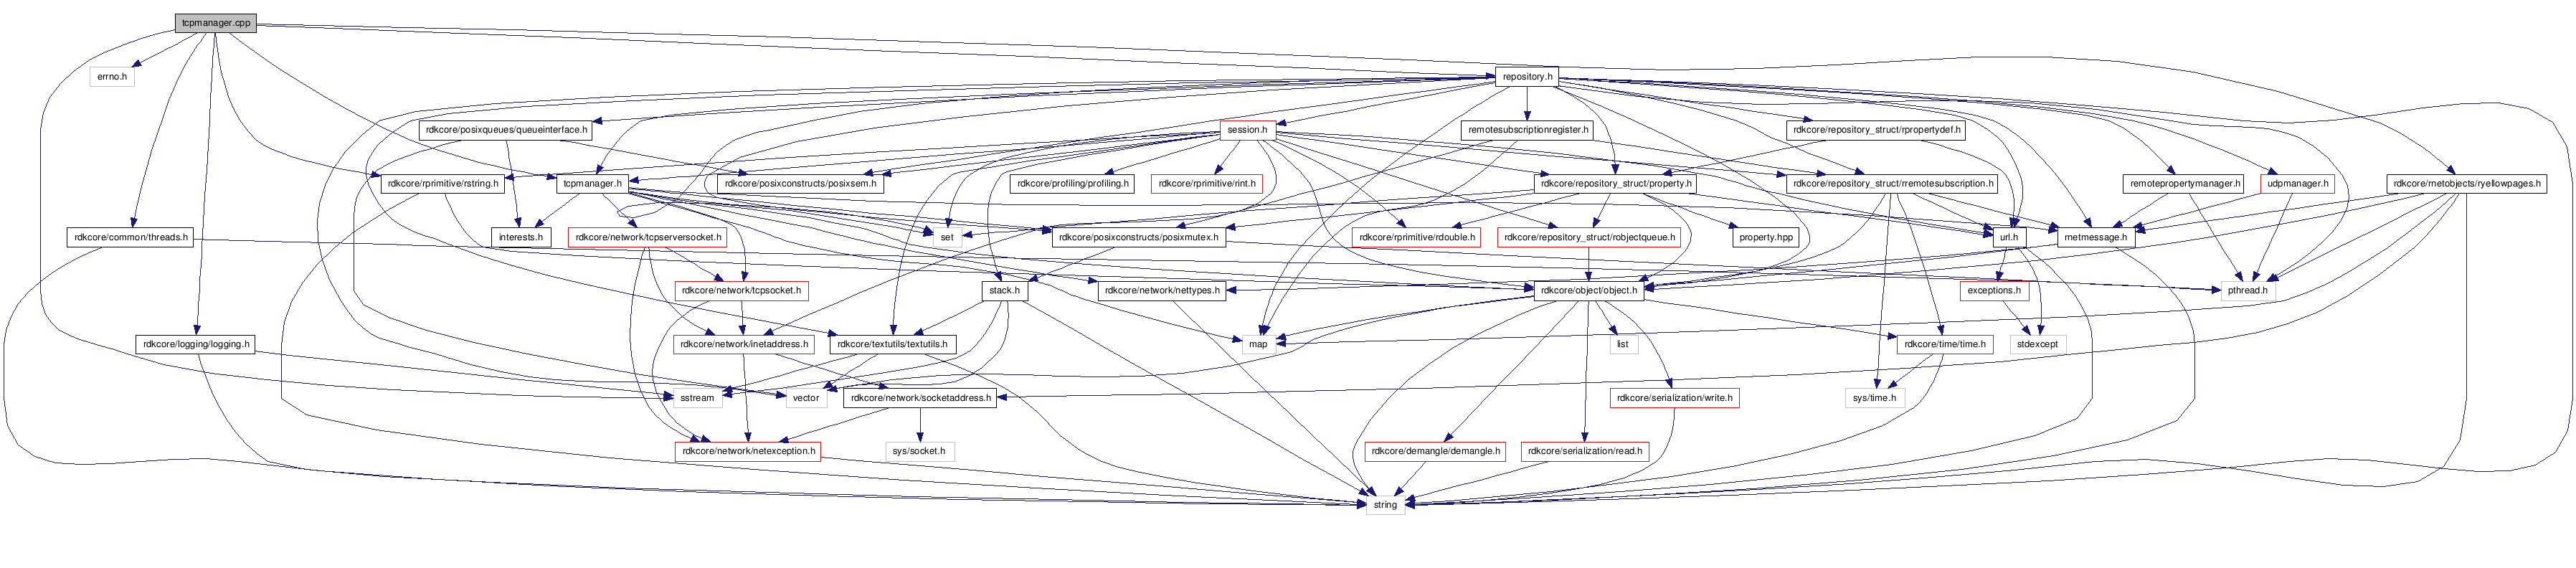 tcpmanager.cpp
errno.h
repository.h
rdkcore/posixqueues/queueinterface.h
session.h
remotesubscriptionregister.h
rdkcore/repository_struct/rpropertydef.h
rdkcore/rprimitive/rstring.h
tcpmanager.h
rdkcore/posixconstructs/posixsem.h
rdkcore/profiling/profiling.h
rdkcore/rprimitive/rint.h
rdkcore/repository_struct/property.h
rdkcore/repository_struct/rremotesubscription.h
remotepropertymanager.h
udpmanager.h
rdkcore/rnetobjects/ryellowpages.h
rdkcore/common/threads.h
interests.h
rdkcore/network/tcpserversocket.h
set
rdkcore/posixconstructs/posixmutex.h
rdkcore/rprimitive/rdouble.h
rdkcore/repository_struct/robjectqueue.h
property.hpp
url.h
rnetmessage.h
rdkcore/network/tcpsocket.h
stack.h
rdkcore/network/nettypes.h
rdkcore/object/object.h
exceptions.h
pthread.h
rdkcore/logging/logging.h
rdkcore/network/inetaddress.h
rdkcore/textutils/textutils.h
map
list
rdkcore/time/time.h
stdexcept
sstream
vector
rdkcore/network/socketaddress.h
rdkcore/serialization/write.h
sys/time.h
rdkcore/network/netexception.h
sys/socket.h
rdkcore/demangle/demangle.h
rdkcore/serialization/read.h
string